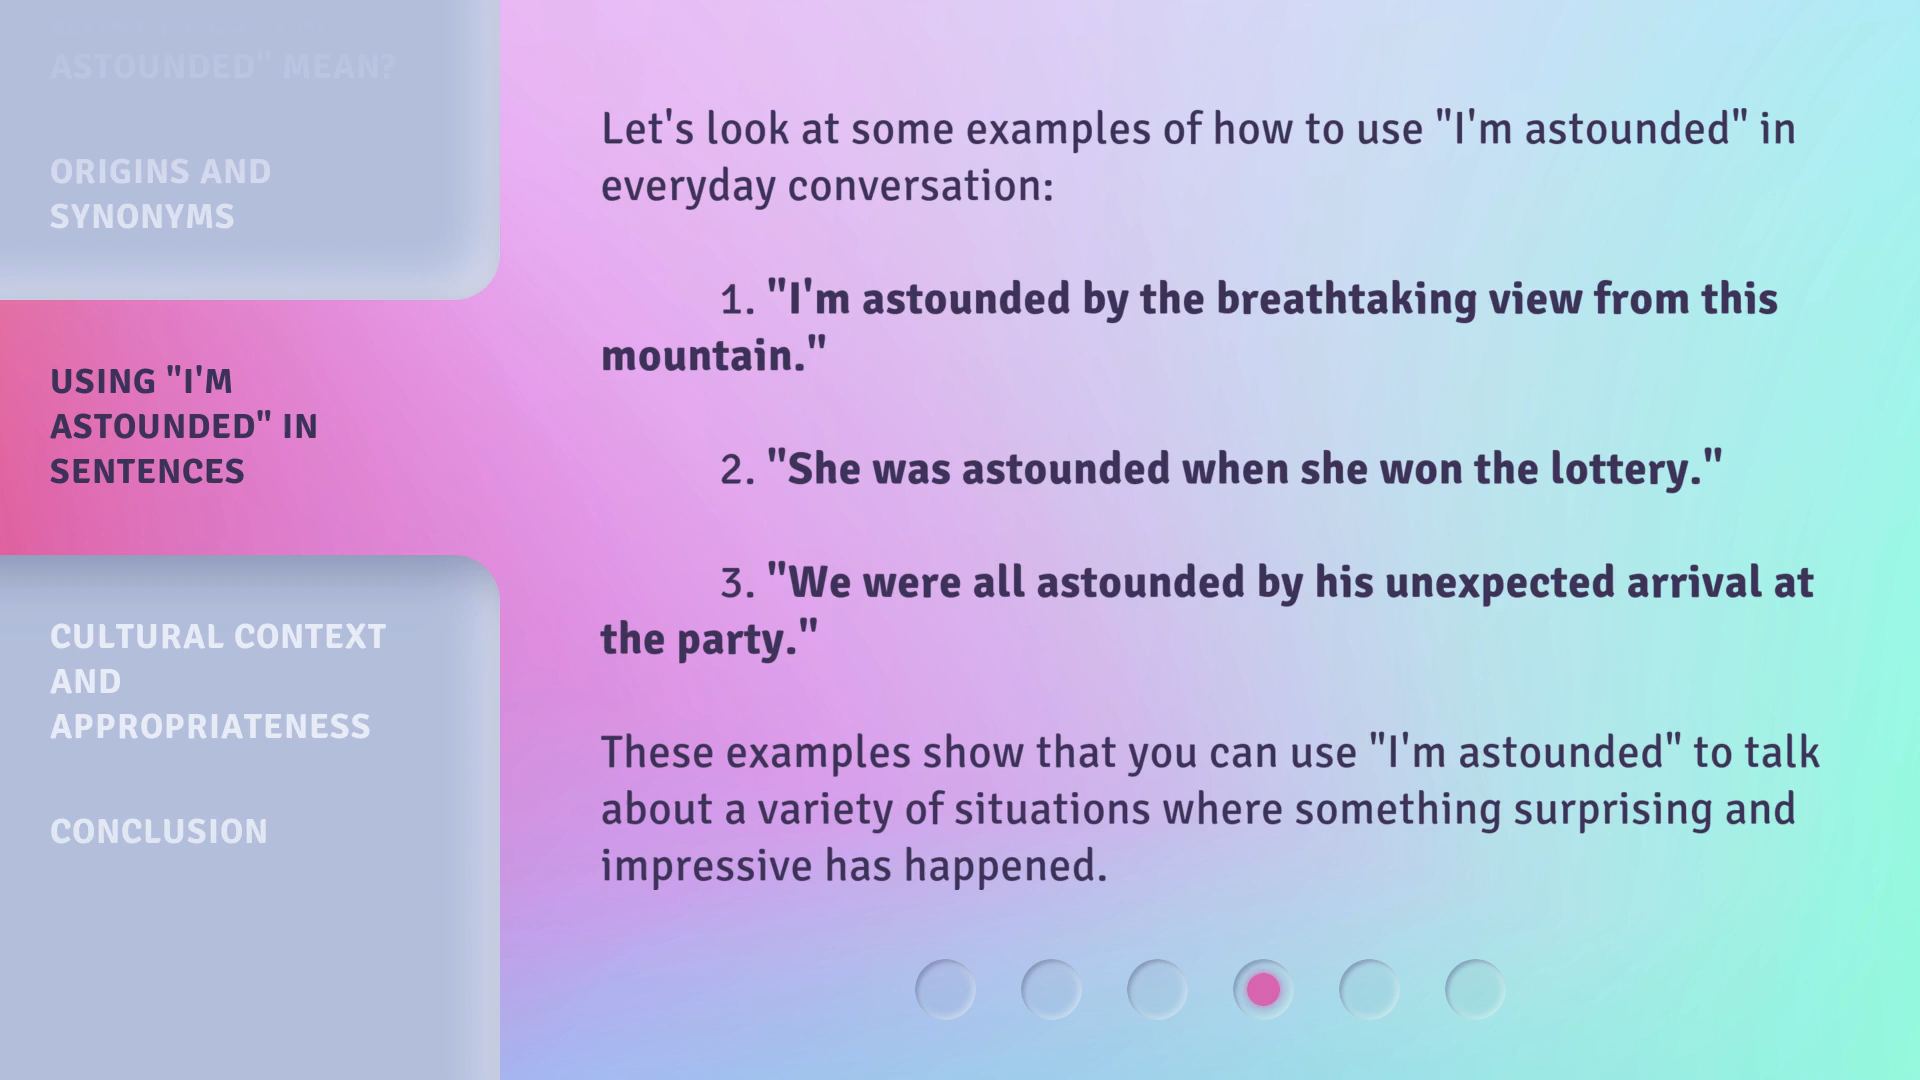 ASTOUNDED" MEAN?
ORIGINS AND
SYNONYMS
USING "I'M
ASTOUNDED" IN
SENTENCES
CULTURAL CONTEXT
AND
APPROPRIATENESS
CONCLUSION
Let's look at some examples of how to use "I'm astounded" in
everyday conversation:
1. "I'm astounded by the breathtaking view from this
mountain."
2. "She was astounded when she won the lottery."
3. "We were all astounded by his unexpected arrival at
the party."
These examples show that you can use "I'm astounded" to talk
about a variety of situations where something surprising and
impressive has happened.